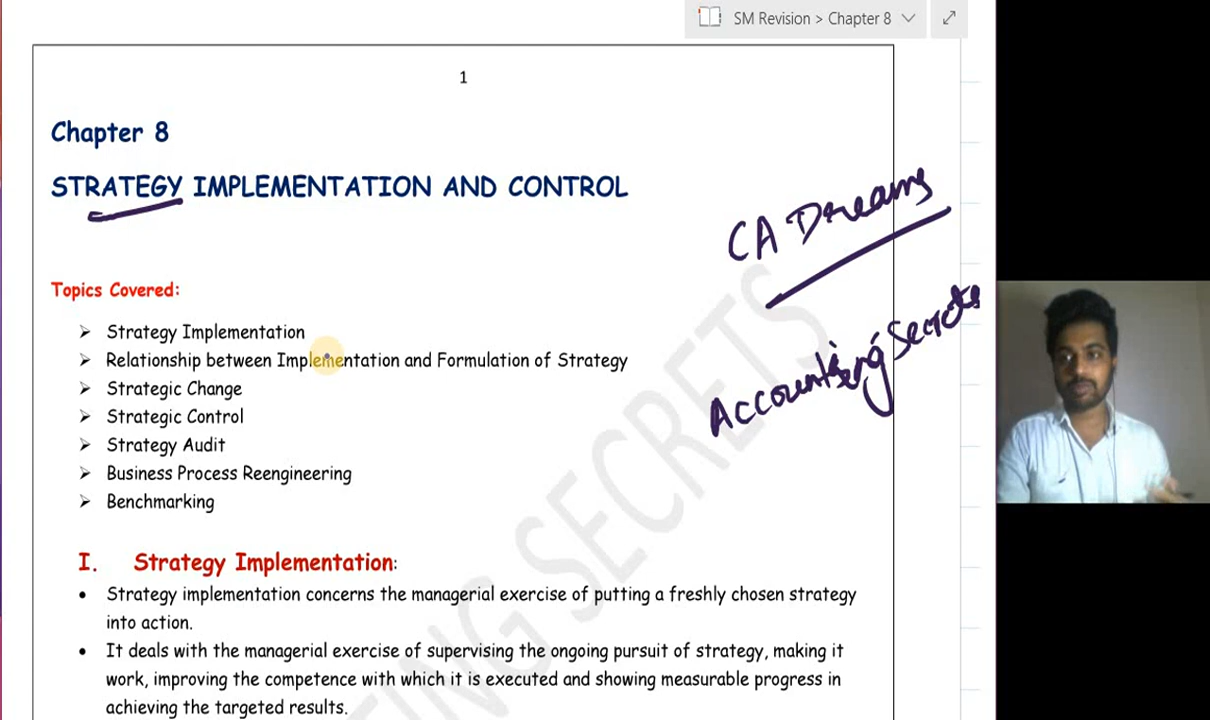 SM Revision > Chapter 8
1
Chapter 8
STRATEGY IMPLEMENTATION AND CONTROL
CA Dreams
Accounting Secrets
Topics Covered:
➢ Strategy Implementation
➢ Relationship between Implementation and Formulation of Strategy
➢ Strategic Change
➢ Strategic Control
➢ Strategy Audit
➢ Business Process Reengineering
➢ Benchmarking
I. Strategy Implementation:
• Strategy implementation concerns the managerial exercise of putting a freshly chosen strategy
into action.
• It deals with the managerial exercise of supervising the ongoing pursuit of strategy, making it
work, improving the competence with which it is executed and showing measurable progress in
achieving the targeted results.
TING SECRETS